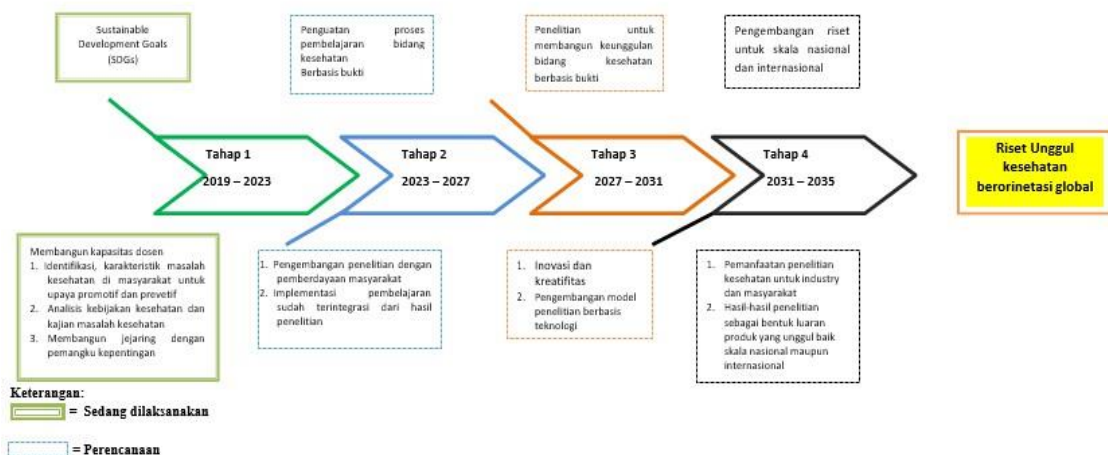 Sustainable
Development Goals
(SDGs)
Penguatan proses
pembelajaran bidang
kesehatan
Berbasis bukti
Penelitian untuk
membangun keunggulan
bidang kesehatan
berbasis bukti
Pengembangan riset
untuk skala nasional
dan internasional
Tahap 1
2019 – 2023
Tahap 2
2023 – 2027
Tahap 3
2027 – 2031
Tahap 4
2031 – 2035
Riset Unggul
kesehatan
berorinetasi global
Membangun kapasitas dosen
1. Identifikasi, karakteristik masalah
kesehatan di masyarakat untuk
upaya promotif dan prevetif
2. Analisis kebijakan kesehatan dan
kajian masalah kesehatan
3. Membangun jejaring dengan
pemangku kepentingan
1. Pengembangan penelitian dengan
pemberdayaan masyarakat
2. Implementasi pembelajaran
sudah terintegrasi dari hasil
penelitian
1. Inovasi dan
kreatifitas
2. Pengembangan model
penelitian berbasis
teknologi
1. Pemanfaatan penelitian
kesehatan untuk industry
dan masyarakat
2. Hasil-hasil penelitian
sebagai bentuk luaran
produk yang unggul baik
skala nasional maupun
internasional
Keterangan:
= Sedang dilaksanakan
= Perencanaan